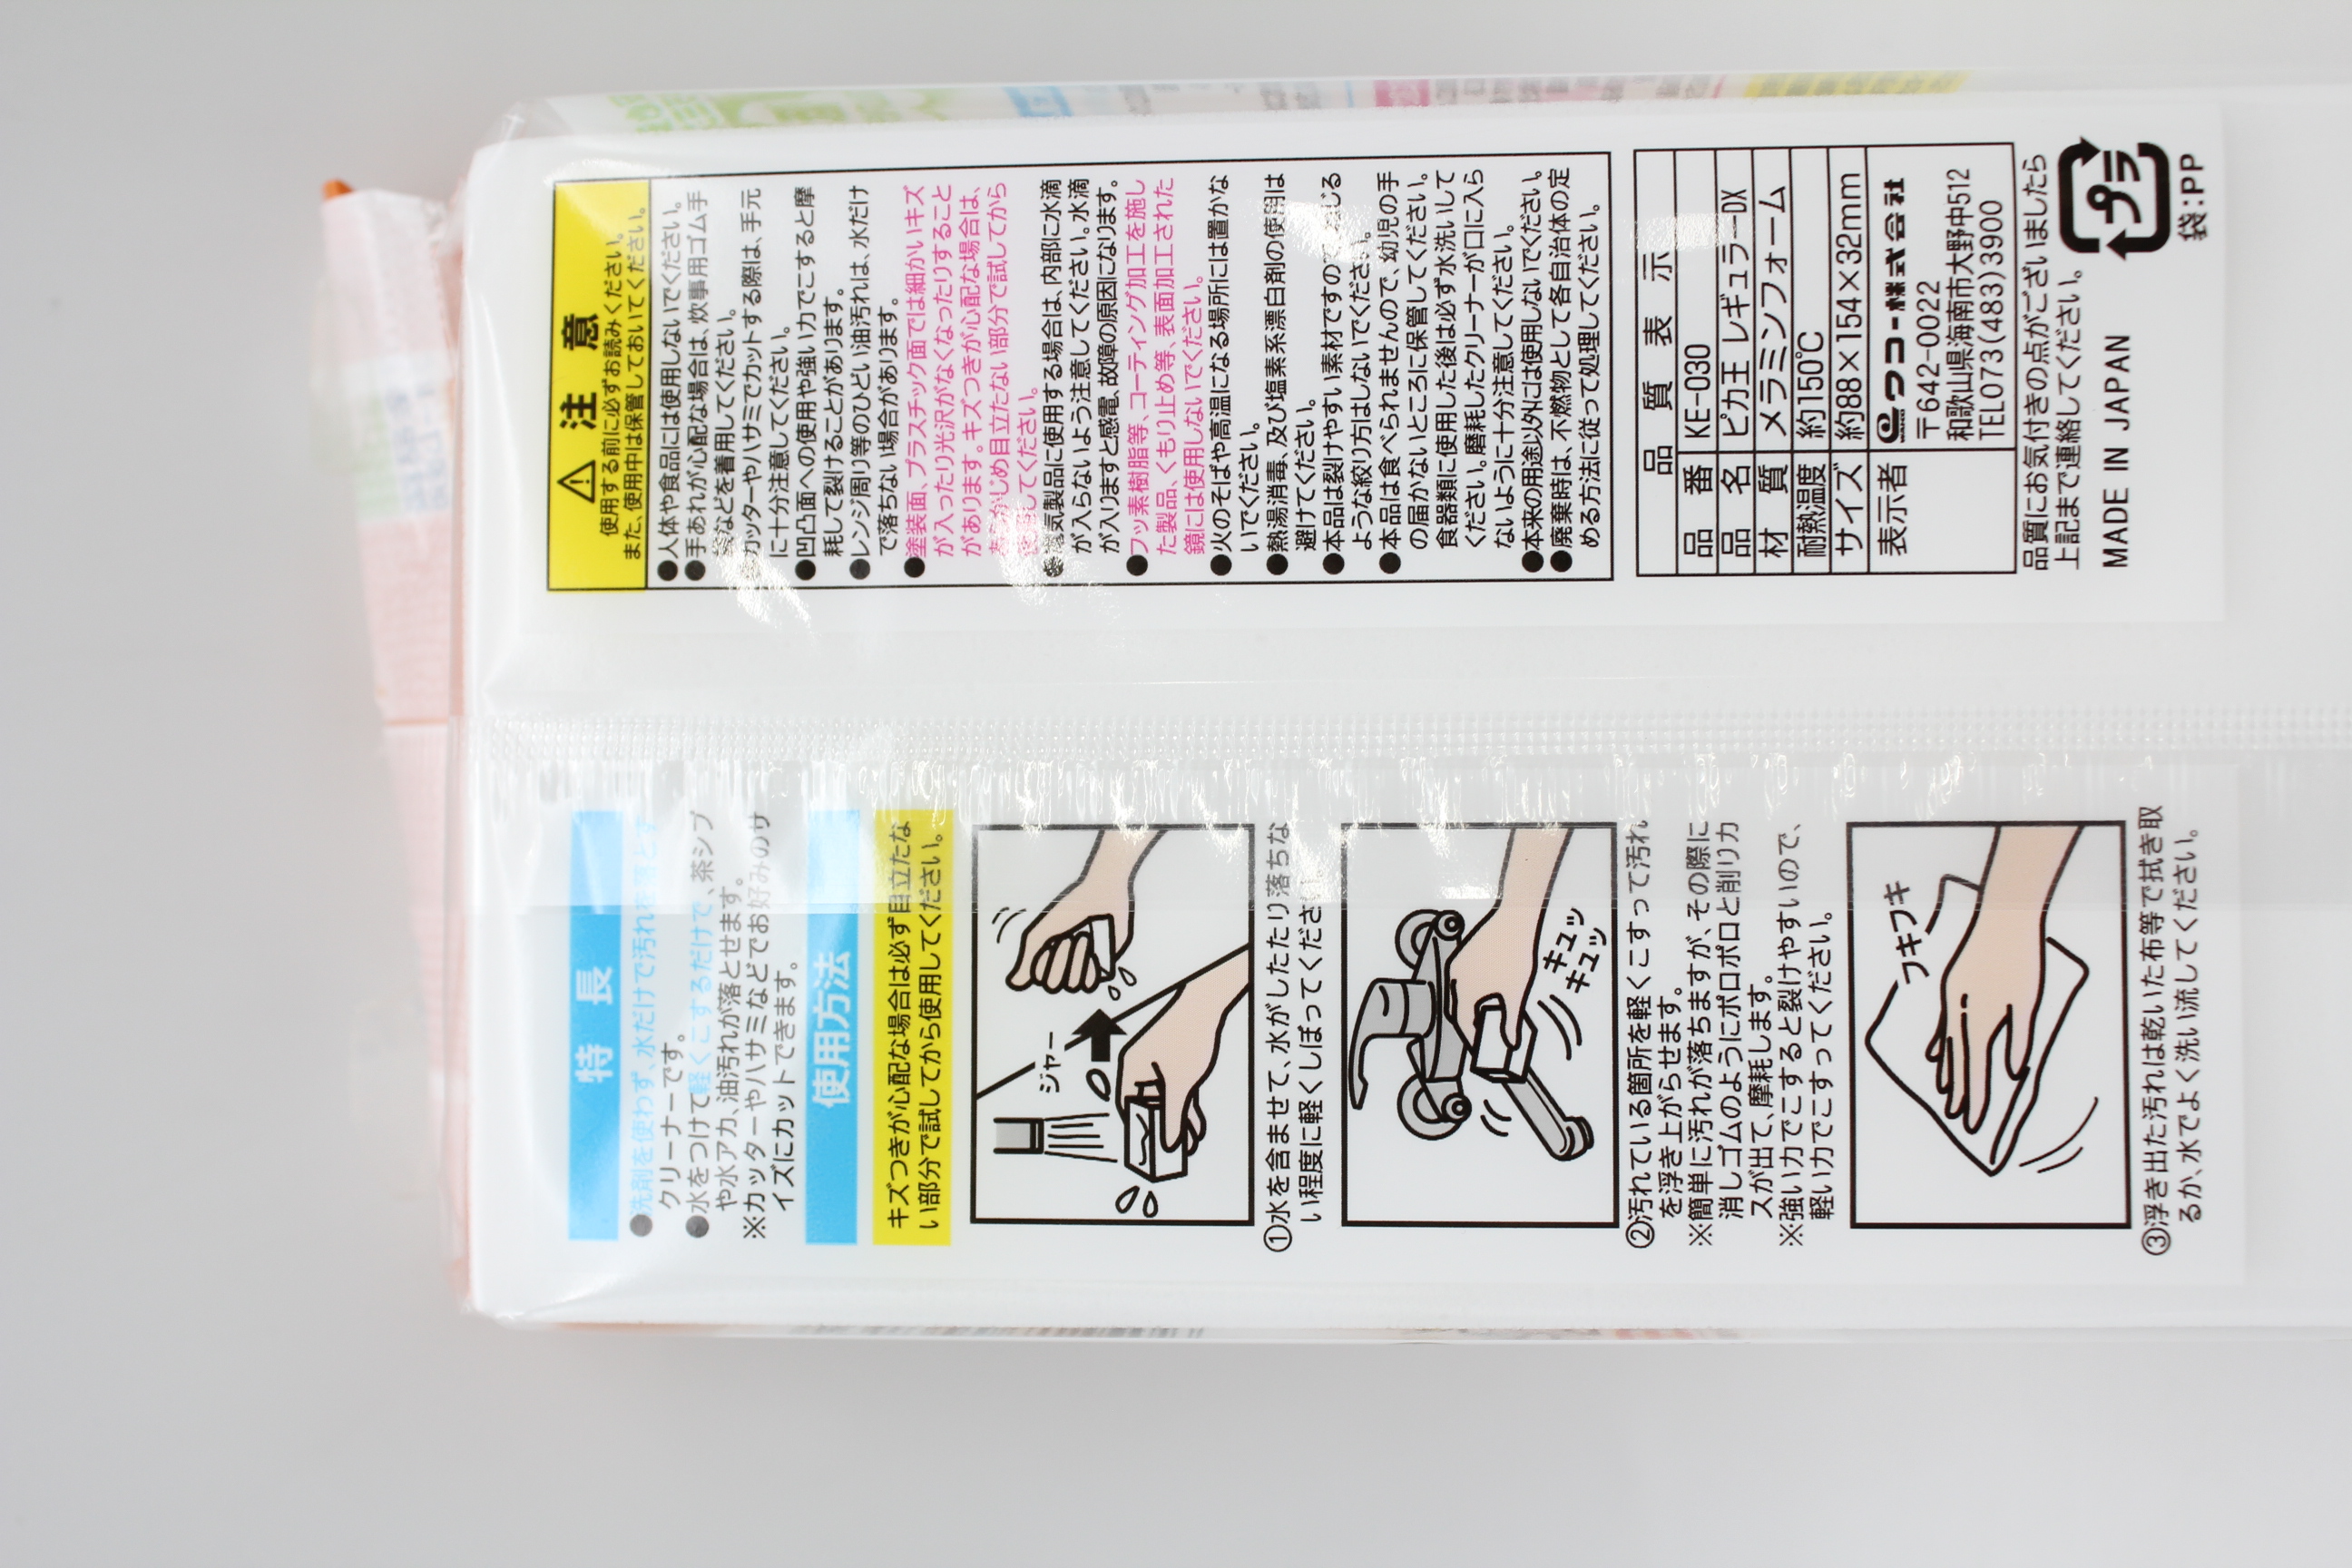 特長
●洗剤を使わず、水だけで汚れを落とす
クリーナーです。
●水をつけて軽くこするだけで、茶シブ
や水アカ、油汚れが落とせます。
※カッターやハサミなどでお好みのサ
イズにカットできます。
使用方法
キズつきが心配な場合は必ず目立たな
い部分で試してから使用してください。
ジャー
①水を含ませて、水がしたたり落ちな
い程度に軽くしぼってください。
キュッ
キュッ
②汚れている箇所を軽くこすって汚れ
を浮き上がらせます。
※簡単に汚れが落ちますが、その際に
消しゴムのようにポロポロと削りカ
スが出て、摩耗します。
※強い力でこすると裂けやすいので、
軽い力でこすってください。
フキフキ
③浮き出た汚れは乾いた布等で拭き取
るか、水でよく洗い流してください。
注意
使用する前に必ずお読みください。
また、使用中は保管しておいてください。
●人体や食品には使用しないでください。
●手あれが心配な場合は、炊事用ゴム手
袋などを着用してください。
●カッターやハサミでカットする際は、手元
に十分注意してください。
●凹凸面への使用や強い力でこすると摩
耗して裂けることがあります。
●レンジ周り等のひどい油汚れは、水だけ
で落ちない場合があります。
●塗装面、プラスチック面では細かいキズ
が入ったり光沢がなくなったりすること
があります。キズつきが心配な場合は、
あらかじめ目立たない部分で試してから
使用してください。
●電気製品に使用する場合は、内部に水滴
が入らないよう注意してください。水滴
が入りますと感電、故障の原因になります。
●フッ素樹脂等、コーティング加工を施し
た製品、くもり止め等、表面加工された
鏡には使用しないでください。
●火のそばや高温になる場所には置かな
いでください。
●熱湯消毒、及び塩素系漂白剤の使用は
避けてください。
●本品は裂けやすい素材ですので、ねじる
ような絞り方はしないでください。
●本品は食べられませんので、幼児の手
の届かないところに保管してください。
食器類に使用した後は必ず水洗いして
ください。磨耗したクリーナーが口に入ら
ないように十分注意してください。
●本来の用途以外には使用しないでください。
●廃棄時は、不燃物として各自治体の定
める方法に従って処理してください。
品質表示
品番 KE-030
品名 ピカ王 レギュラーDX
材質 メラミンフォーム
耐熱温度 約150℃
サイズ 約88×154×32mm
表示者 ワコー株式会社
〒642-0022
和歌山県海南市大野中512
TEL073(483)3900
品質にお気付きの点がございましたら
上記まで連絡してください。
MADE IN JAPAN
プラ
袋:PP